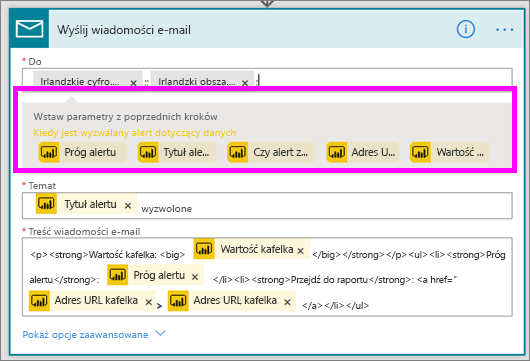 Wyślij wiadomości e-mail
* Do
Irlandzkie cyfro.... × ;; Irlandzki obsza.... × ;
Wstaw parametry z poprzednich kroków
Kiedy jest wyzwalany alert dotyczący danych
Próg alertu Tytuł ale... Czy alert z... Adres U... Wartość ...
* Temat
Tytuł alertu × wyzwolone
* Treść wiadomości e-mail
<p><strong>Wartość kafelka: <big> Wartość kafelka × </big></strong></p><ul><li><strong>Próg
alertu</strong>: Próg alertu × </li><li><strong>Przejdź do raportu</strong>: <a href="
Adres URL kafelka × > Adres URL kafelka × </a></li></ul>
Pokaż opcje zaawansowane